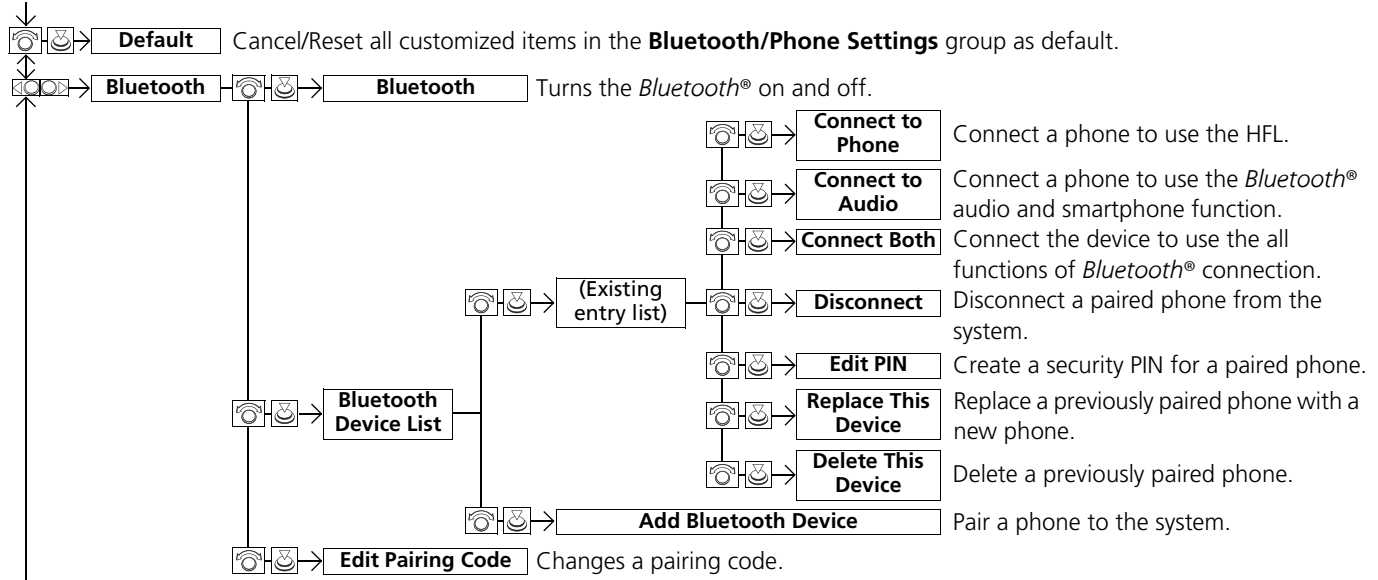 Default Cancel/Reset all customized items in the Bluetooth/Phone Settings group as default.
Bluetooth Bluetooth Turns the Bluetooth® on and off.
Connect to
Phone
Connect a phone to use the HFL.
Connect to
Audio
Connect a phone to use the Bluetooth®
audio and smartphone function.
Connect Both
Connect the device to use the all
functions of Bluetooth® connection.
(Existing
entry list)
Disconnect
Disconnect a paired phone from the
system.
Edit PIN
Create a security PIN for a paired phone.
Bluetooth
Device List
Replace This
Device
Replace a previously paired phone with a
new phone.
Delete This
Device
Delete a previously paired phone.
Add Bluetooth Device Pair a phone to the system.
Edit Pairing Code Changes a pairing code.